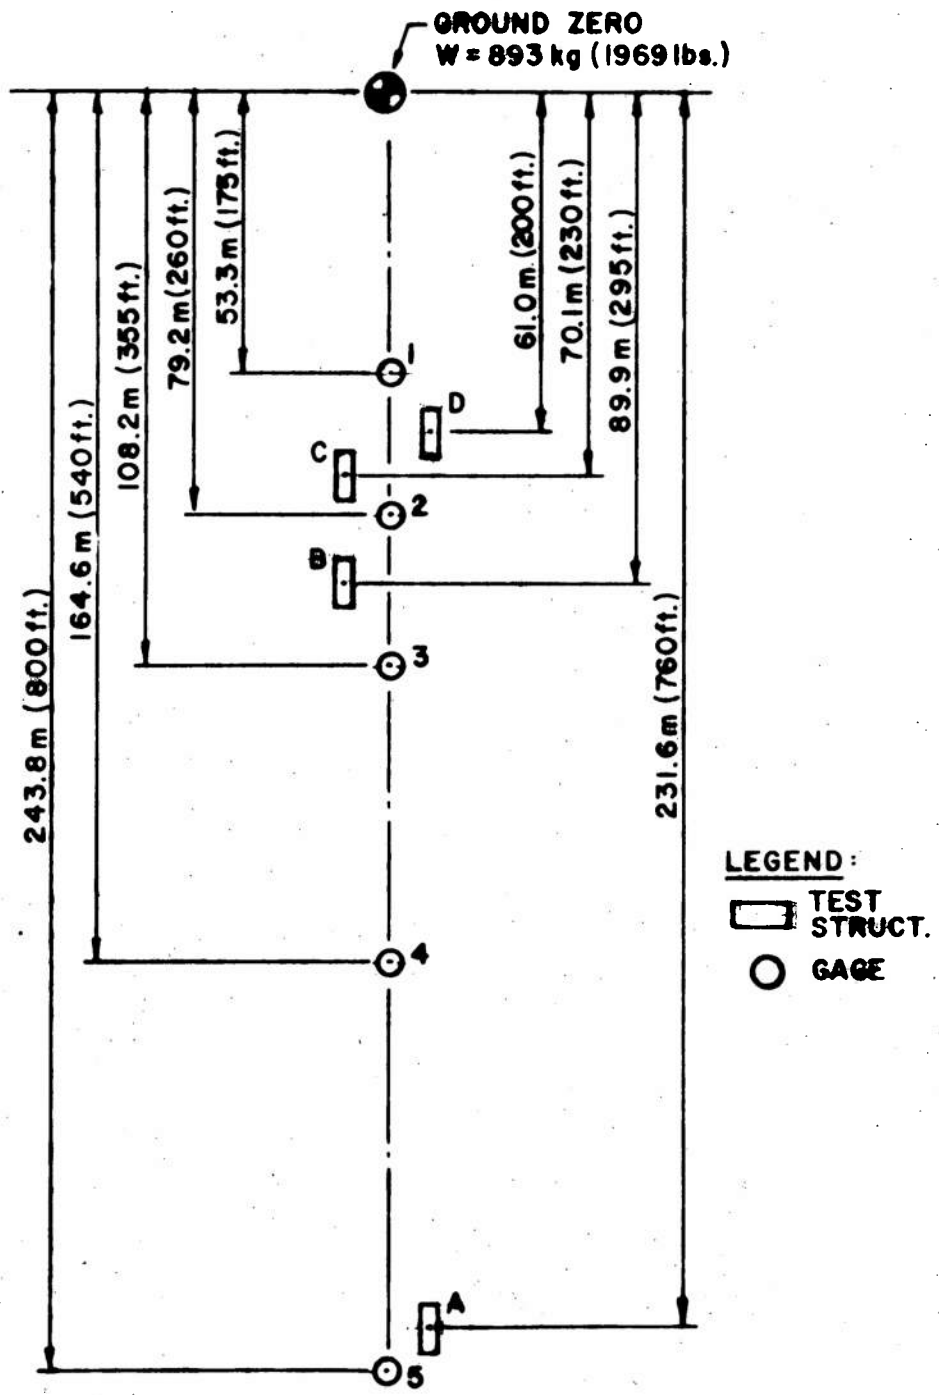 GROUND ZERO
W = 893 kg (1969 lbs.)
243.8 m (800 ft.)
164.6 m (540 ft.)
108.2 m (355 ft.)
79.2 m (260 ft.)
53.3 m (175 ft.)
61.0 m (200 ft.)
70.1 m (230 ft.)
89.9 m (295 ft.)
231.6 m (760 ft.)
1
D
C
2
B
3
4
A
5
LEGEND:
TEST
STRUCT.
GAGE